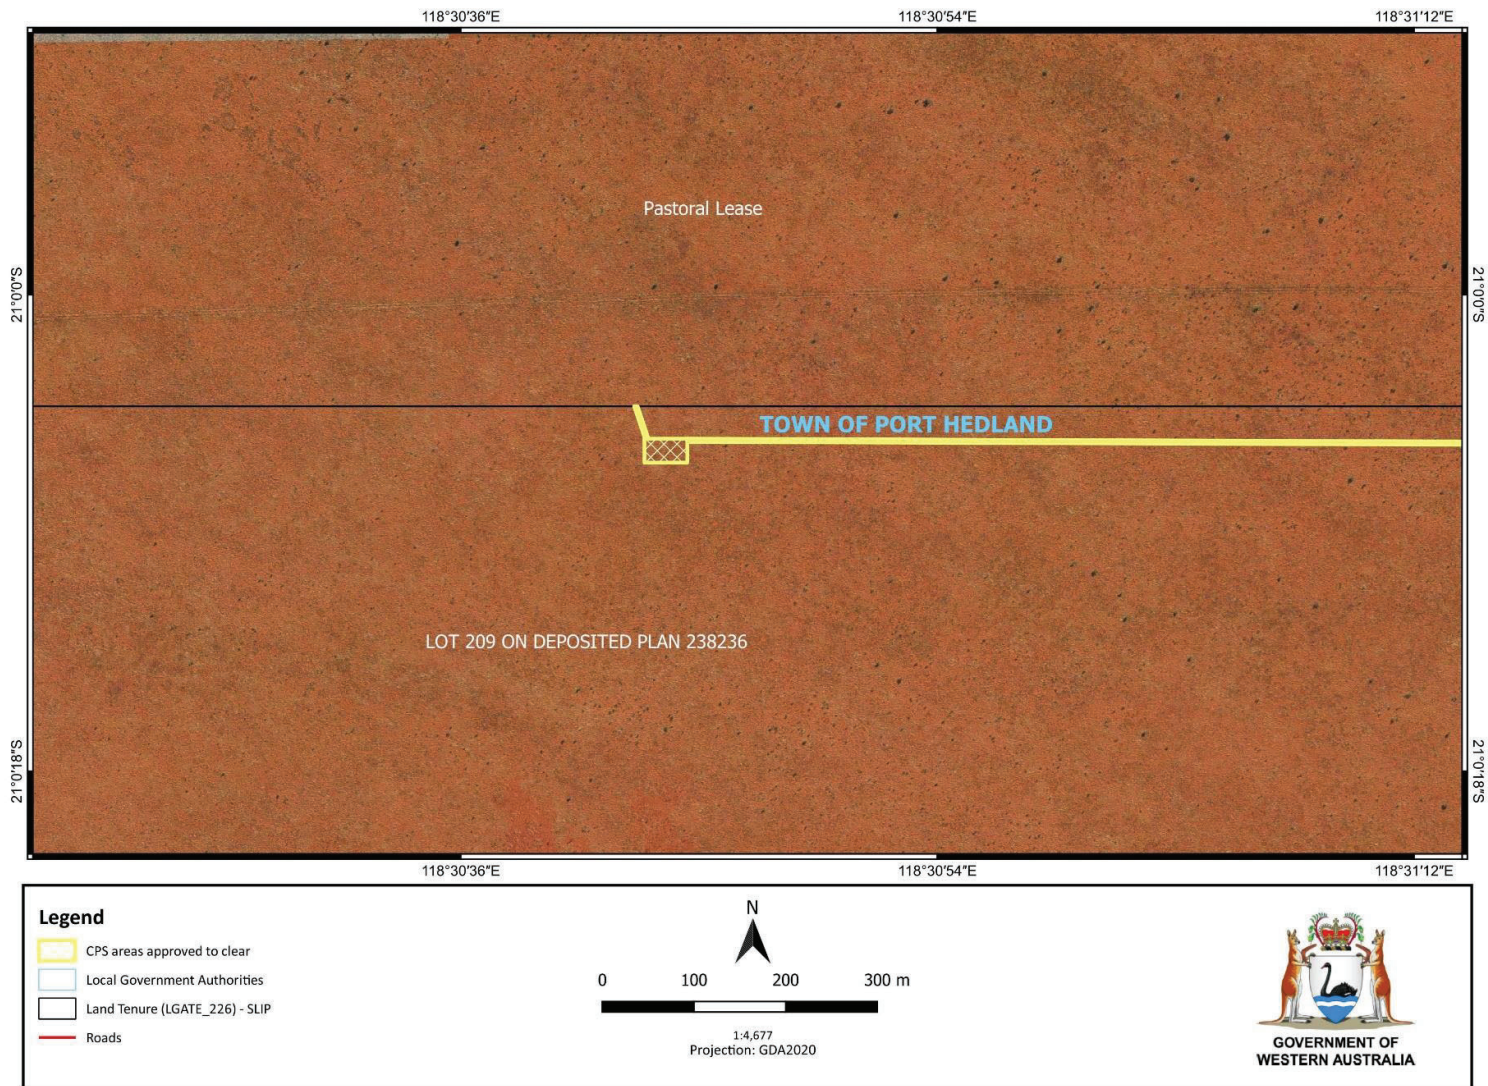 118°30'36"E 118°30'54"E 118°31'12"E
Pastoral Lease
21°0'0"S 21°0'0"S
TOWN OF PORT HEDLAND
LOT 209 ON DEPOSITED PLAN 238236
21°0'18"S 21°0'18"S
118°30'36"E 118°30'54"E 118°31'12"E
Legend
CPS areas approved to clear
Local Government Authorities
Land Tenure (LGATE_226) - SLIP
Roads
N
0 100 200 300 m
1:4,677
Projection: GDA2020
GOVERNMENT OF
WESTERN AUSTRALIA